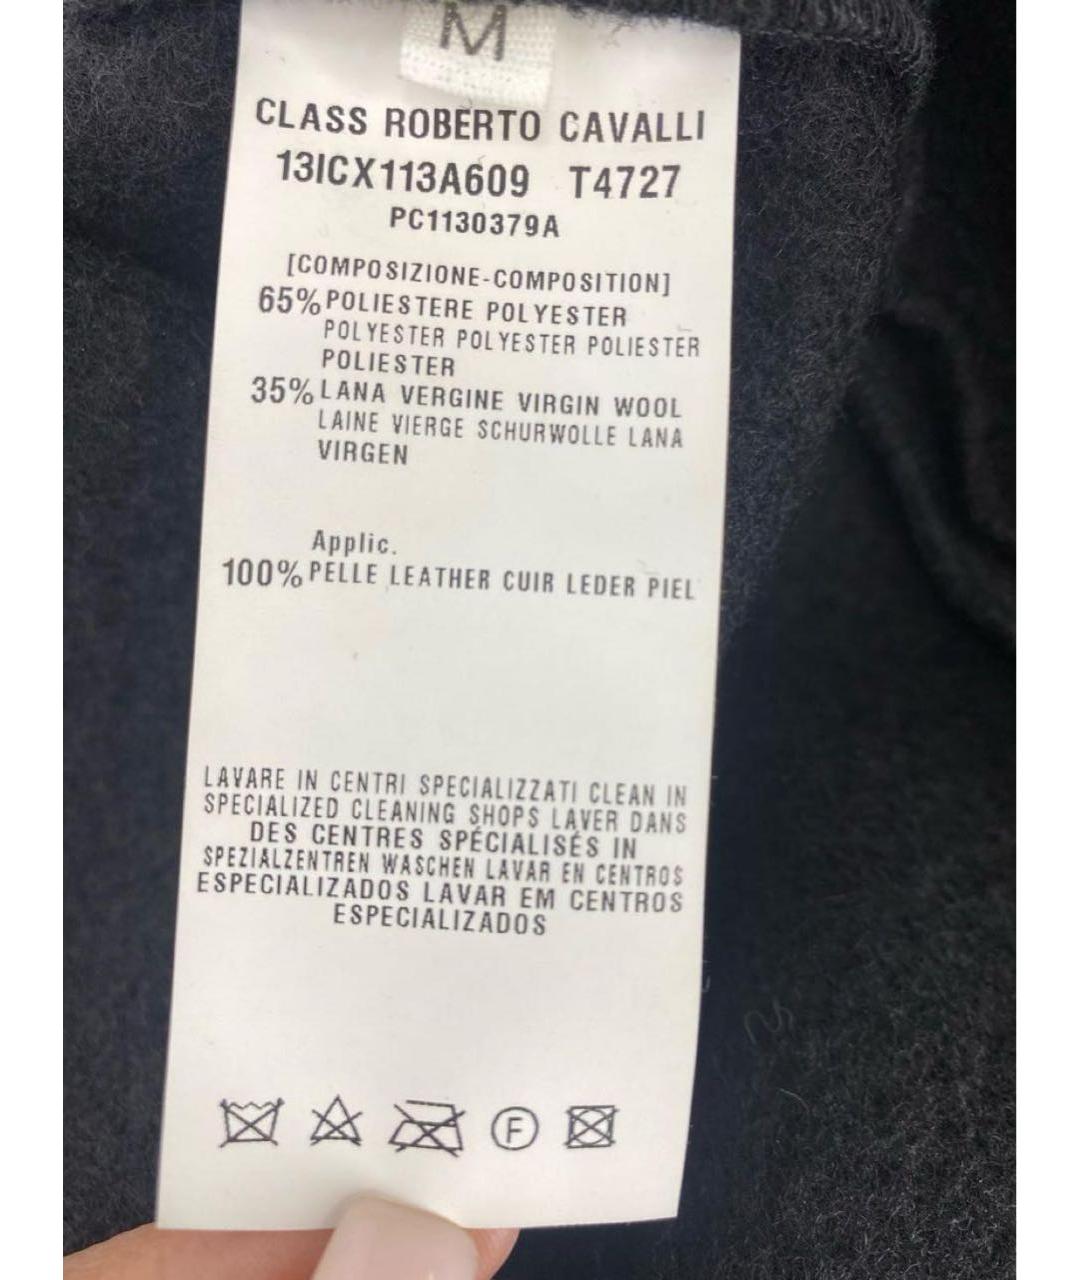 M
CLASS ROBERTO CAVALLI
13ICX113A609 T4727
PC1130379A
[COMPOSIZIONE-COMPOSITION]
65% POLIESTERE POLYESTER
POLYESTER POLYESTER POLIESTER
POLIESTER
35% LANA VERGINE VIRGIN WOOL
LAINE VIERGE SCHURWOLLE LANA
VIRGEN
Applic.
100% PELLE LEATHER CUIR LEDER PIEL
LAVARE IN CENTRI SPECIALIZZATI CLEAN IN
SPECIALIZED CLEANING SHOPS LAVER DANS
DES CENTRES SPÉCIALISÉS IN
SPEZIALZENTREN WASCHEN LAVAR EN CENTROS
ESPECIALIZADOS LAVAR EM CENTROS
ESPECIALIZADOS
F